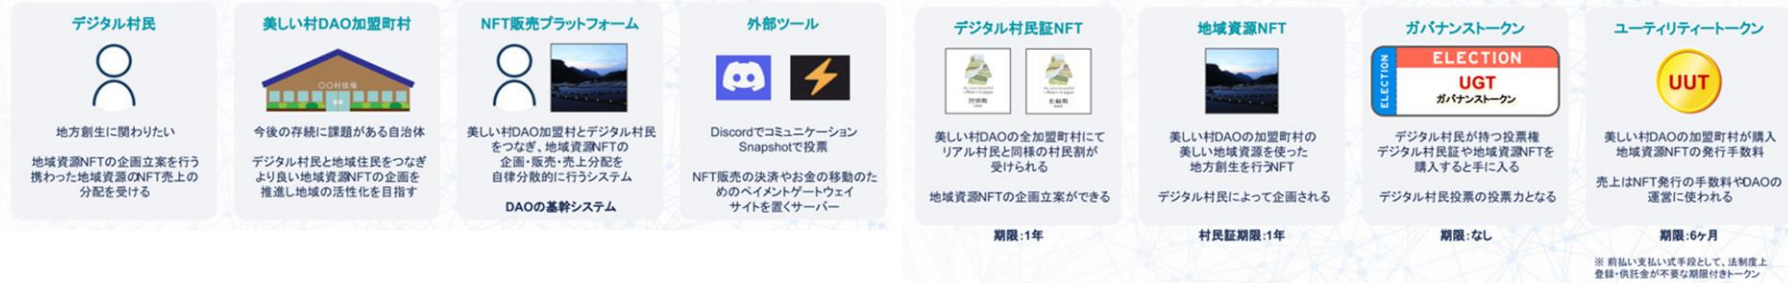 デジタル村民
地方創生に関わりたい
地域資源NFTの企画立案を行う
携わった地域資源のNFT売上の
分配を受ける
美しい村DAO加盟町村
〇〇村役場
今後の存続に課題がある自治体
デジタル村民と地域住民をつなぎ
より良い地域資源NFTの企画を
推進し地域の活性化を目指す
NFT販売プラットフォーム
美しい村DAO加盟村とデジタル村民
をつなぎ、地域資源NFTの
企画・販売・売上分配を
自律分散的に行うシステム
DAOの基幹システム
外部ツール
Discordでコミュニケーション
Snapshotで投票
NFT販売の決済やお金の移動のた
めのペイメントゲートウェイ
サイトを置くサーバー
デジタル村民証NFT
美しい村DAOの全加盟町村にて
リアル村民と同様の村民割が
受けられる
地域資源NFTの企画立案ができる
期限：1年
地域資源NFT
美しい村DAOの加盟町村の
美しい地域資源を使った
地方創生を行うNFT
デジタル村民によって企画される
村民証期限：1年
ガバナンストークン
ELECTION
ELECTION
UGT
ガバナンストークン
デジタル村民が持つ投票権
デジタル村民証や地域資源NFTを
購入すると手に入る
デジタル村民投票の投票力となる
期限：なし
ユーティリティートークン
UUT
美しい村DAOの加盟町村が購入
地域資源NFTの発行手数料
売上はNFT発行の手数料やDAOの
運営に使われる
期限：6ヶ月
※ 前払い支払い式手段として、法制度上
登録・供託金が不要な期限付きトークン